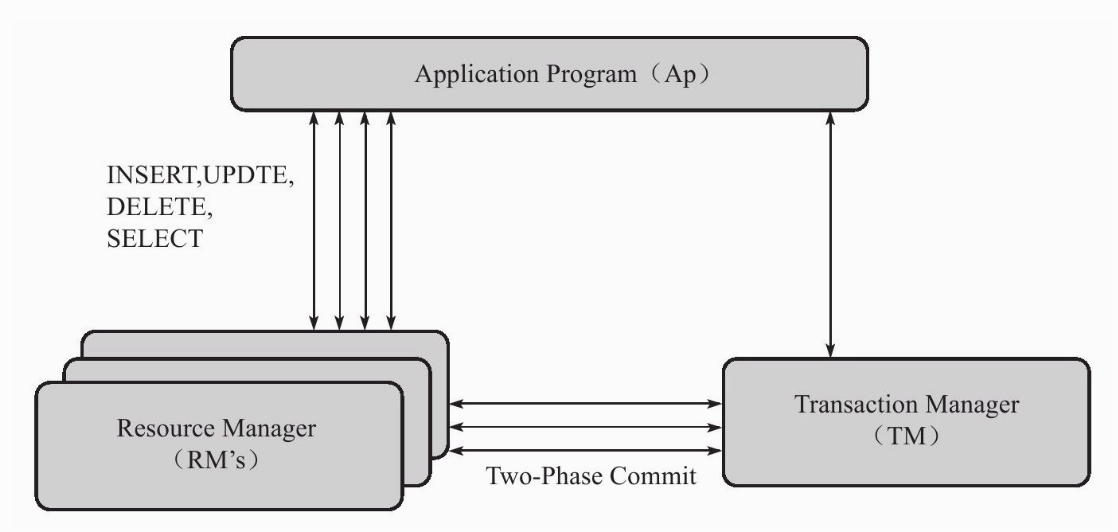 Application Program（Ap）
INSERT,UPDTE,
DELETE,
SELECT
Resource Manager
（RM’s）
Transaction Manager
（TM）
Two-Phase Commit